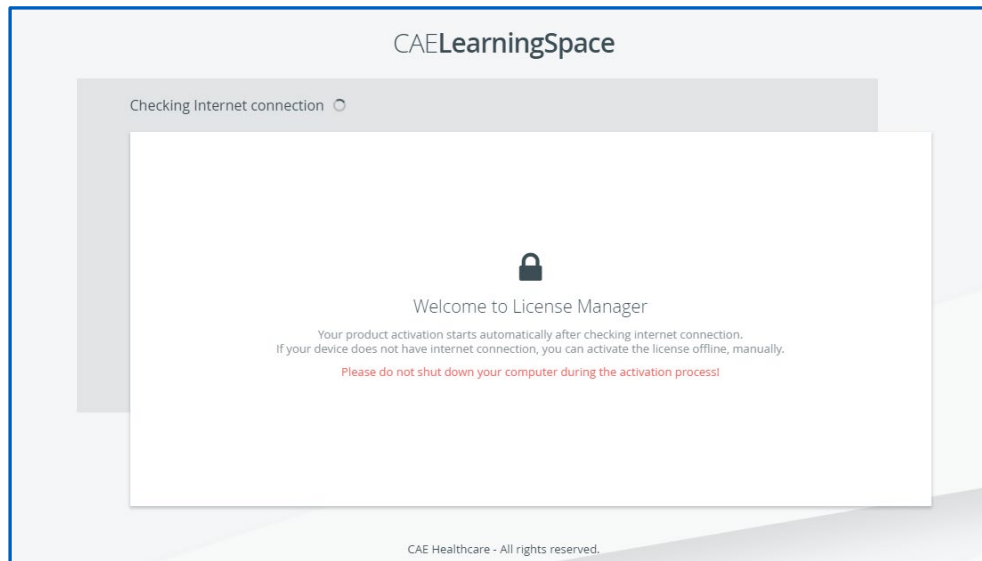 CAELearningSpace
Checking Internet connection
Welcome to License Manager
Your product activation starts automatically after checking internet connection.
If your device does not have internet connection, you can activate the license offline, manually.
Please do not shut down your computer during the activation process!
CAE Healthcare - All rights reserved.